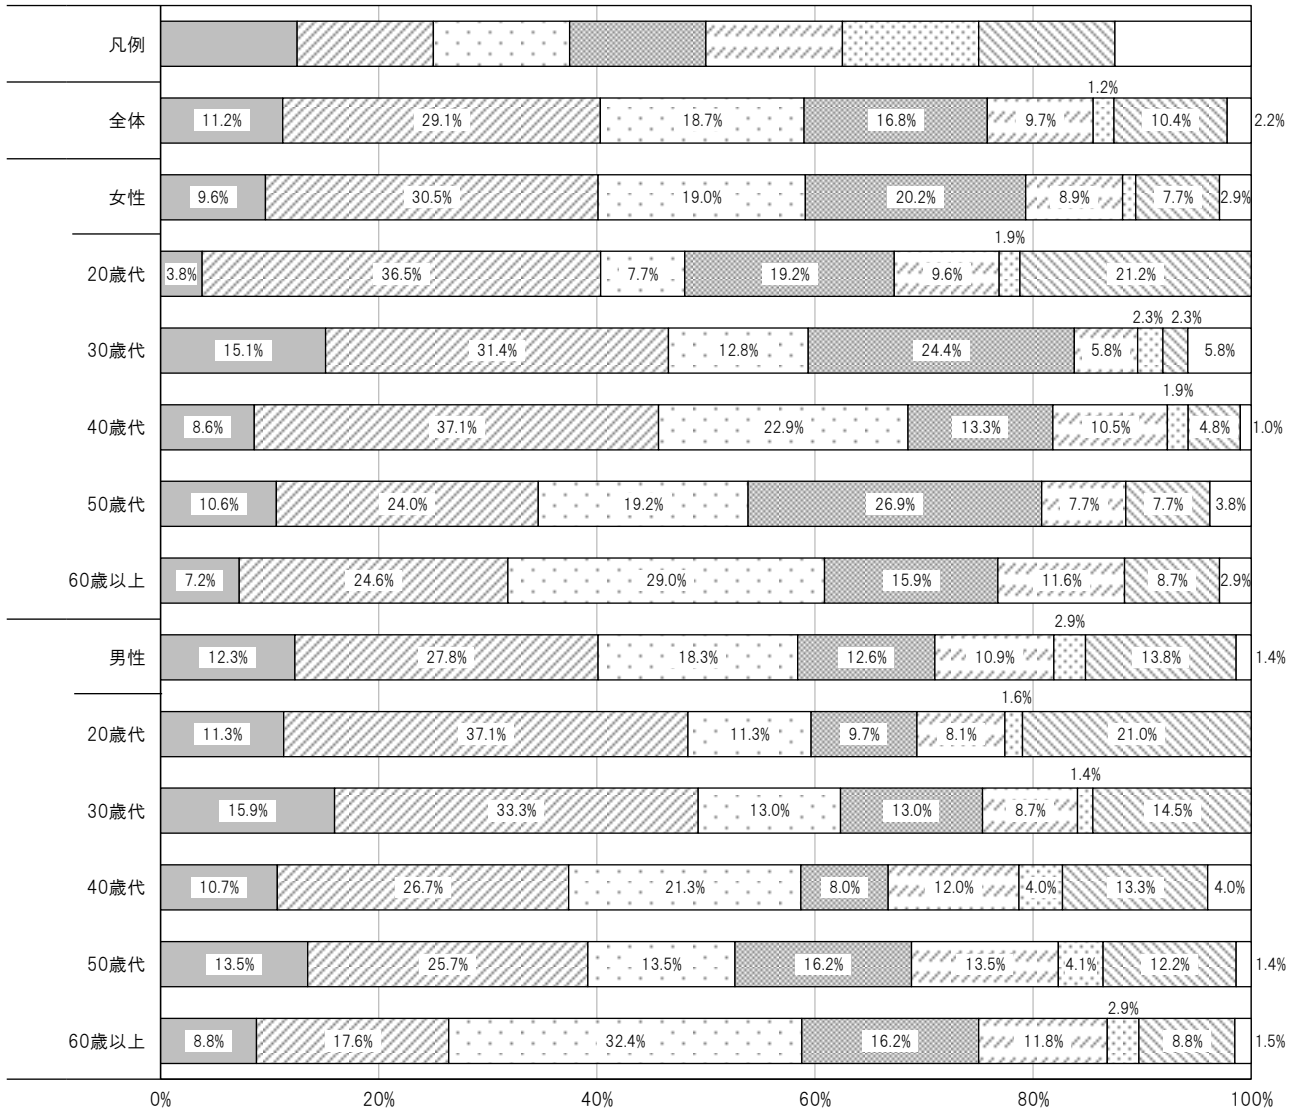 凡例
1.2%
全体 11.2% 29.1% 18.7% 16.8% 9.7% 10.4% 2.2%
女性 9.6% 30.5% 19.0% 20.2% 8.9% 7.7% 2.9%
1.9%
20歳代 3.8% 36.5% 7.7% 19.2% 9.6% 21.2%
2.3% 2.3%
30歳代 15.1% 31.4% 12.8% 24.4% 5.8% 5.8%
1.9%
40歳代 8.6% 37.1% 22.9% 13.3% 10.5% 4.8% 1.0%
50歳代 10.6% 24.0% 19.2% 26.9% 7.7% 7.7% 3.8%
60歳以上 7.2% 24.6% 29.0% 15.9% 11.6% 8.7% 2.9%
2.9%
男性 12.3% 27.8% 18.3% 12.6% 10.9% 13.8% 1.4%
1.6%
20歳代 11.3% 37.1% 11.3% 9.7% 8.1% 21.0%
1.4%
30歳代 15.9% 33.3% 13.0% 13.0% 8.7% 14.5%
40歳代 10.7% 26.7% 21.3% 8.0% 12.0% 4.0% 13.3% 4.0%
50歳代 13.5% 25.7% 13.5% 16.2% 13.5% 4.1% 12.2% 1.4%
2.9%
60歳以上 8.8% 17.6% 32.4% 16.2% 11.8% 8.8% 1.5%
0% 20% 40% 60% 80% 100%